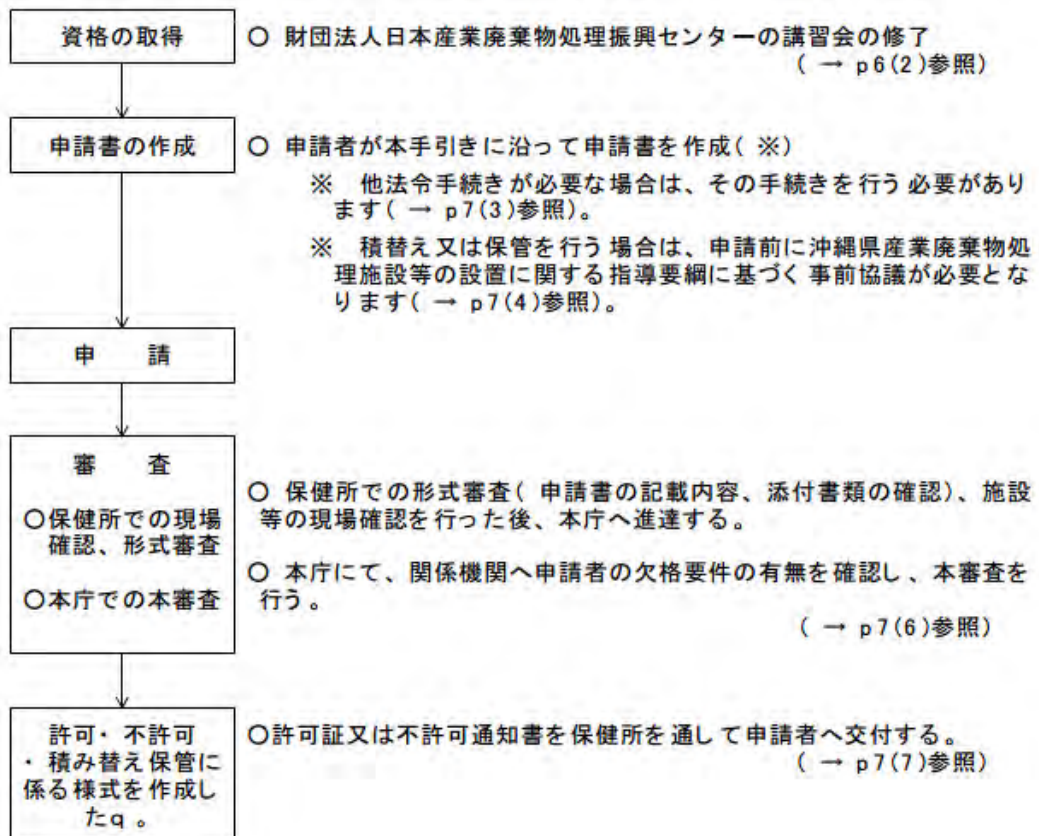 資格の取得
○ 財団法人日本産業廃棄物処理振興センターの講習会の修了
( → p6(2)参照)
申請書の作成
○ 申請者が本手引きに沿って申請書を作成( ※)
※ 他法令手続きが必要な場合は、その手続きを行う必要があり
ます( → p7(3)参照)。
※ 積替え又は保管を行う場合は、申請前に沖縄県産業廃棄物処
理施設等の設置に関する指導要綱に基づく事前協議が必要とな
ります( → p7(4)参照)。
申 請
審 査
○保健所での現場
確認、形式審査
○本庁での本審査
○ 保健所での形式審査( 申請書の記載内容、添付書類の確認)、施設
等の現場確認を行った後、本庁へ進達する。
○ 本庁にて、関係機関へ申請者の欠格要件の有無を確認し、本審査を
行う。
( → p7(6)参照)
許可・不許可
・積み替え保管に
係る様式を作成し
たq 。
○許可証又は不許可通知書を保健所を通して申請者へ交付する。
( → p7(7)参照)